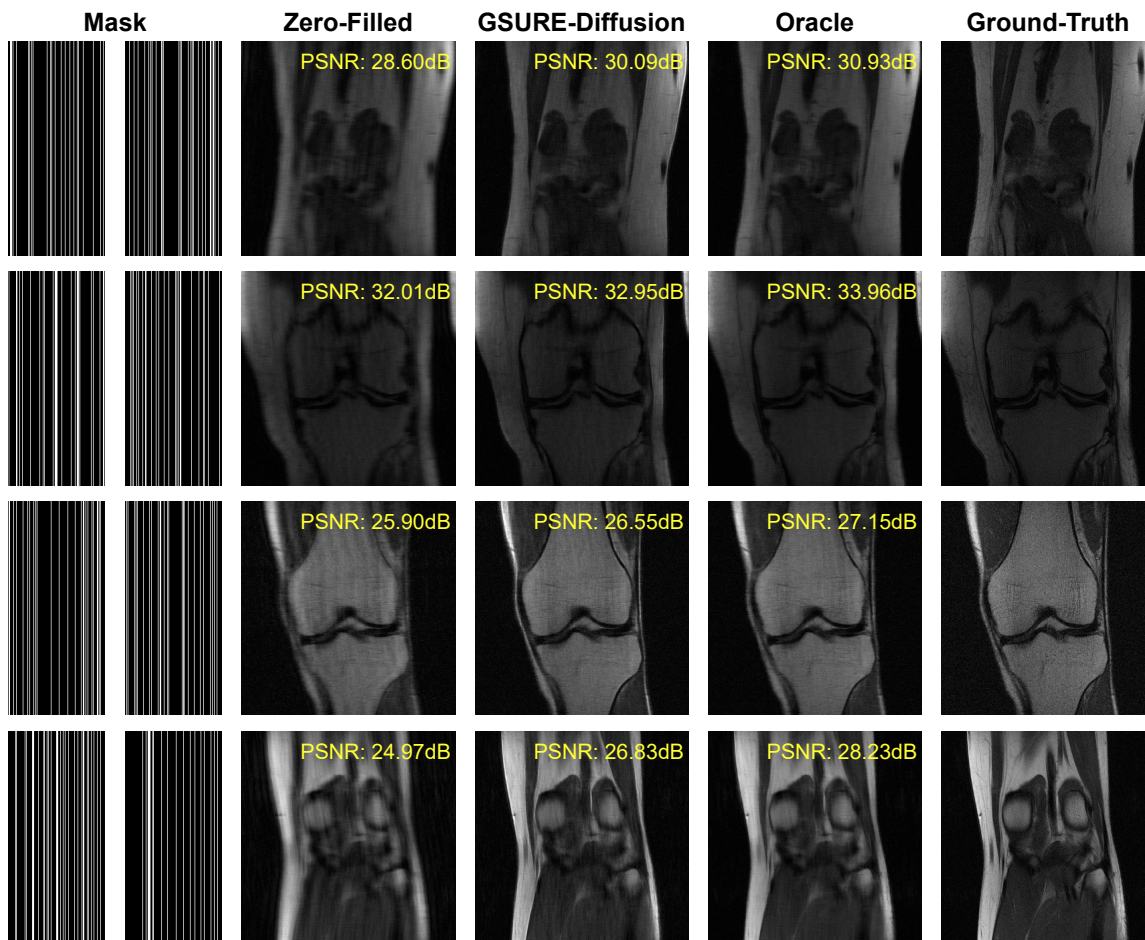 Mask Zero-Filled GSURE-Diffusion Oracle Ground-Truth
PSNR: 28.60dB PSNR: 30.09dB PSNR: 30.93dB
PSNR: 32.01dB PSNR: 32.95dB PSNR: 33.96dB
PSNR: 25.90dB PSNR: 26.55dB PSNR: 27.15dB
PSNR: 24.97dB PSNR: 26.83dB PSNR: 28.23dB